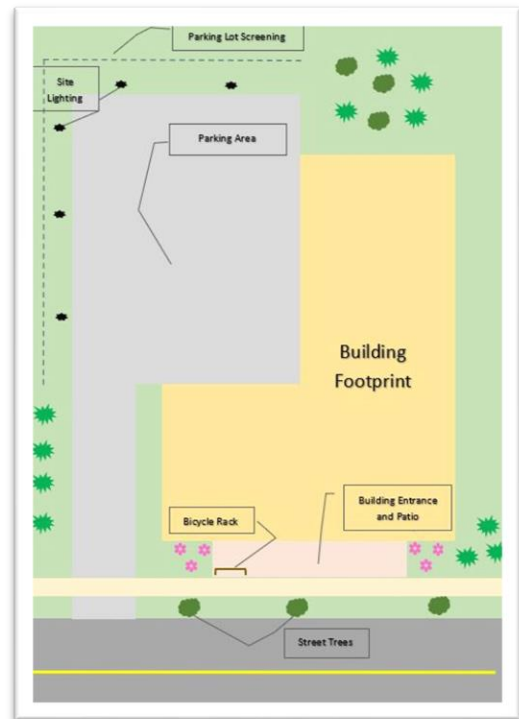 Parking Lot Screening
Site
Lighting
Parking Area
Building
Footprint
Building Entrance
and Patio
Bicycle Rack
Street Trees